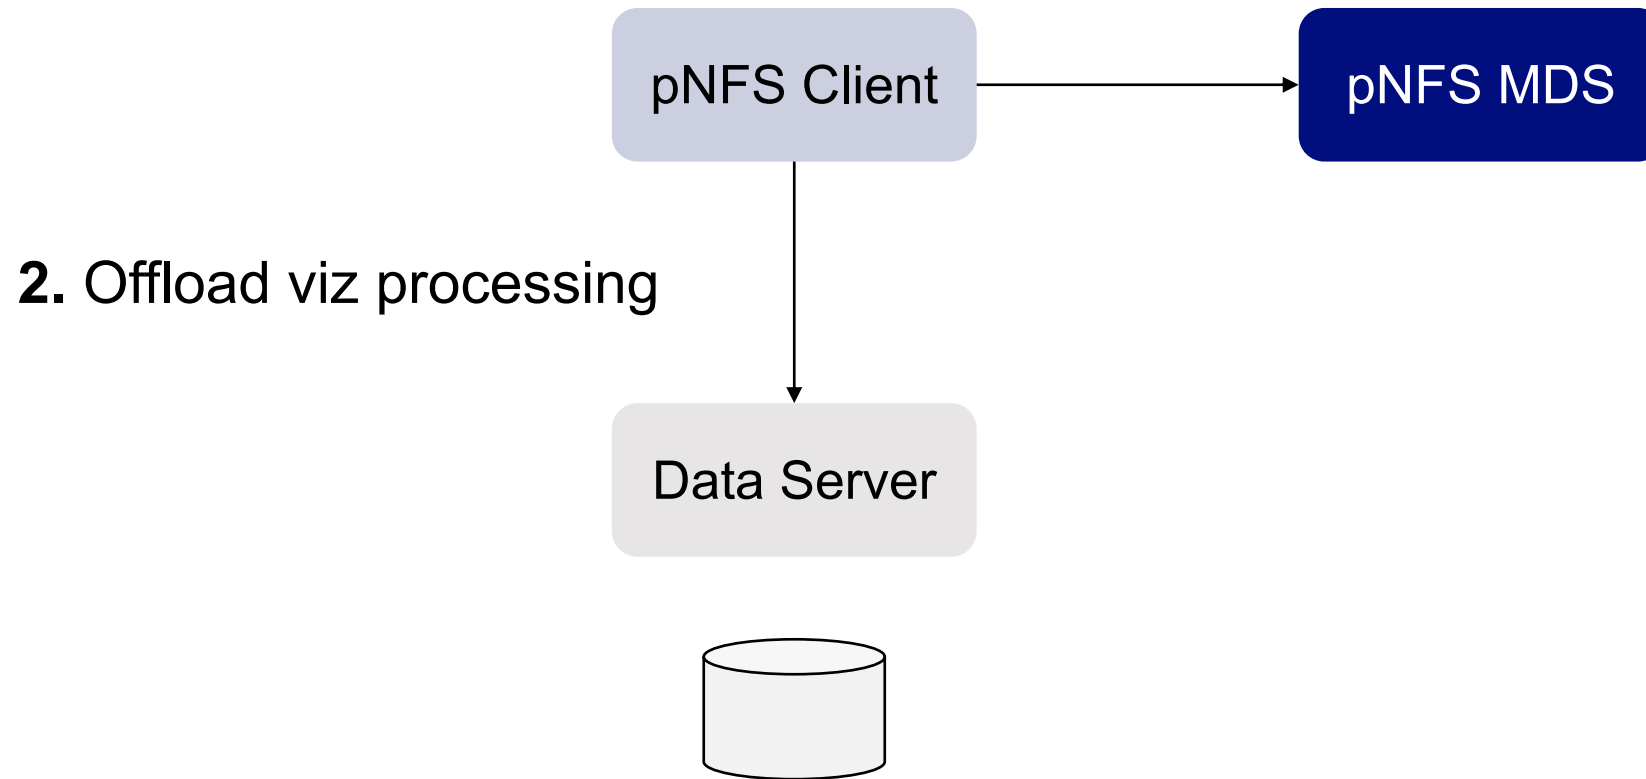 pNFS Client
pNFS MDS
2. Offload viz processing
Data Server